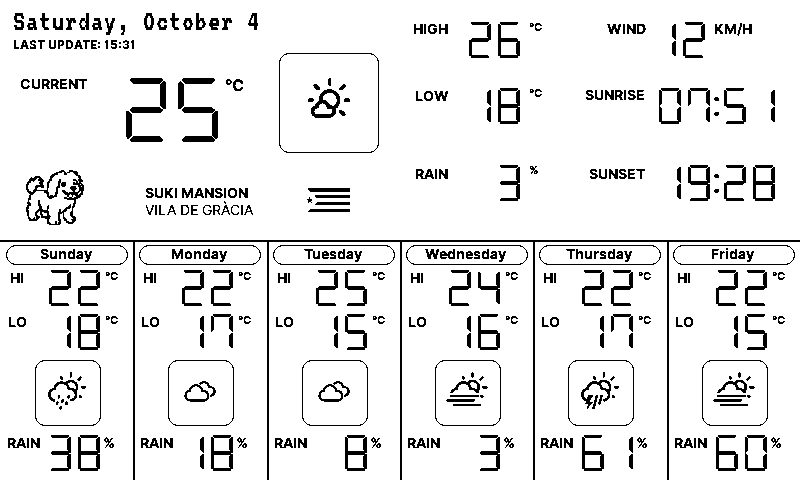 Saturday, October 4
LAST UPDATE: 15:31
CURRENT 25 °C
HIGH 26 °C
LOW 18 °C
RAIN 3 %
WIND 12 KM/H
SUNRISE 07:51
SUNSET 19:28
SUKI MANSION
VILA DE GRÀCIA
Sunday
HI 22 °C
LO 18 °C
RAIN 38 %
Monday
HI 22 °C
LO 17 °C
RAIN 18 %
Tuesday
HI 25 °C
LO 15 °C
RAIN 8 %
Wednesday
HI 24 °C
LO 16 °C
RAIN 3 %
Thursday
HI 22 °C
LO 17 °C
RAIN 61 %
Friday
HI 22 °C
LO 15 °C
RAIN 60 %